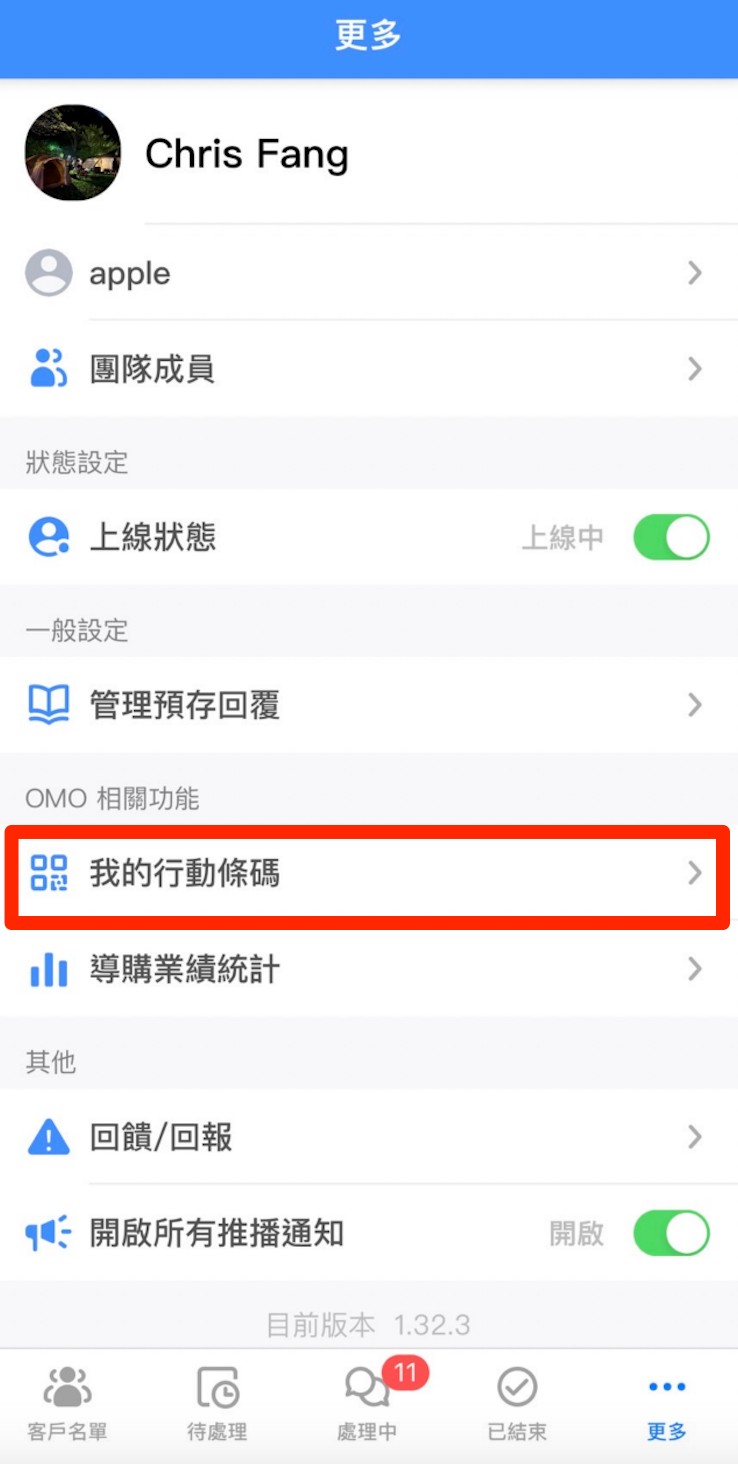 更多
Chris Fang
apple
團隊成員
狀態設定
上線狀態 上線中
一般設定
管理預存回覆
OMO 相關功能
我的行動條碼
導購業績統計
其他
回饋/回報
開啟所有推播通知 開啟
目前版本 1.32.3
11
客戶名單 待處理 處理中 已結束 更多